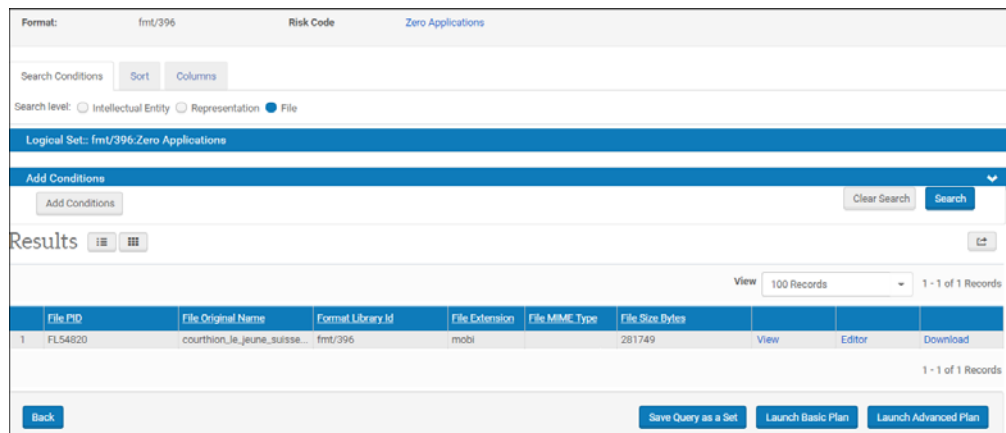 Format: fmt/396 Risk Code Zero Applications
Search Conditions Sort Columns
Search level: Intellectual Entity Representation File
Logical Set:: fmt/396:Zero Applications
Add Conditions
Add Conditions Clear Search Search
Results
View 100 Records 1 - 1 of 1 Records
File PID File Original Name Format Library Id File Extension File MIME Type File Size Bytes
1 FL54820 courthion_le_jeune_suisse... fmt/396 mobi 281749 View Editor Download
1 - 1 of 1 Records
Back Save Query as a Set Launch Basic Plan Launch Advanced Plan